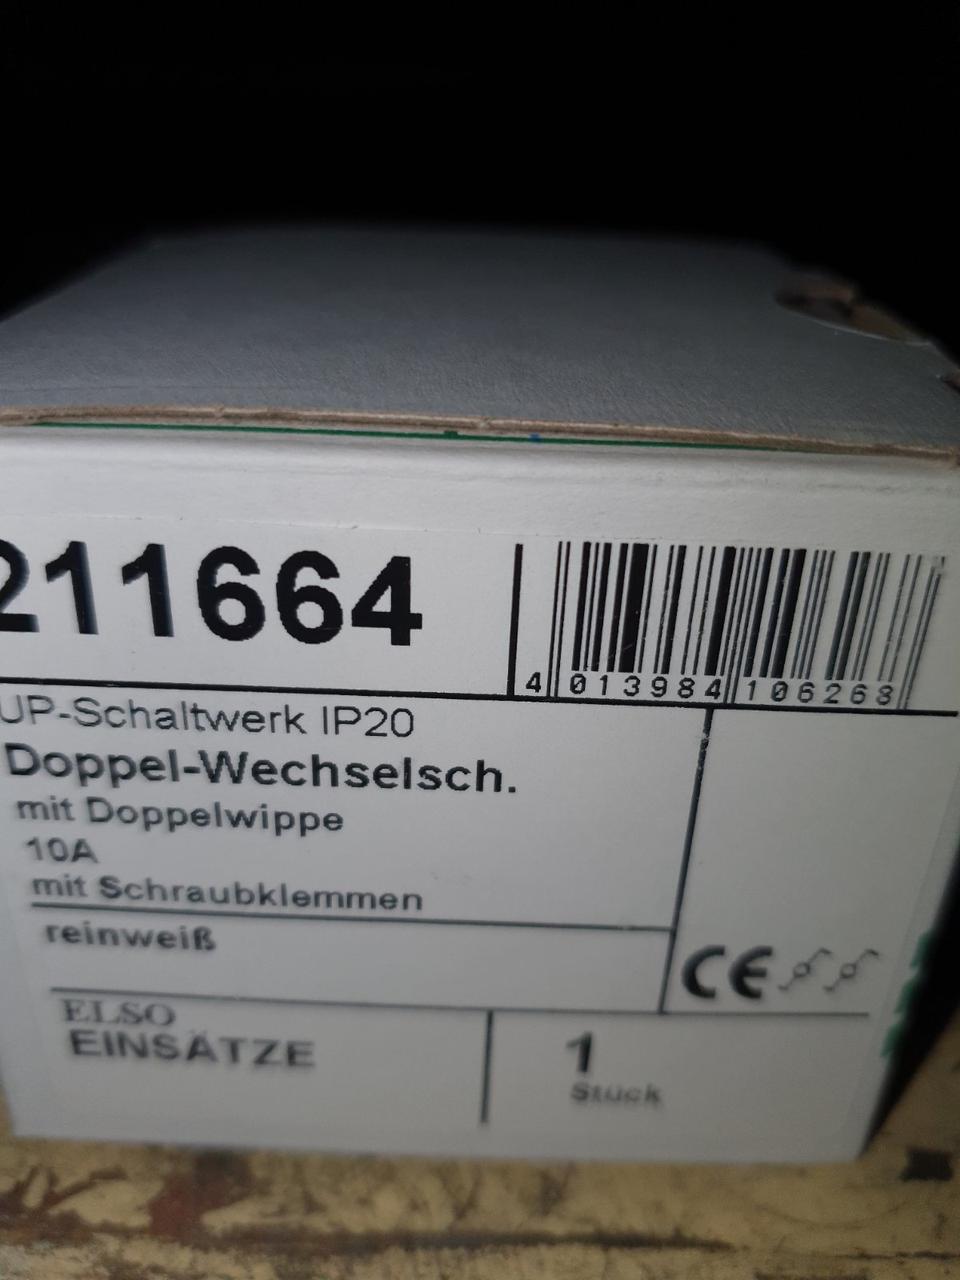 211664
4 013984 106268
UP-Schaltwerk IP20
Doppel-Wechselsch.
mit Doppelwippe
10A
mit Schraubklemmen
reinweiß
CE
ELSO
EINSÄTZE
1
Stück